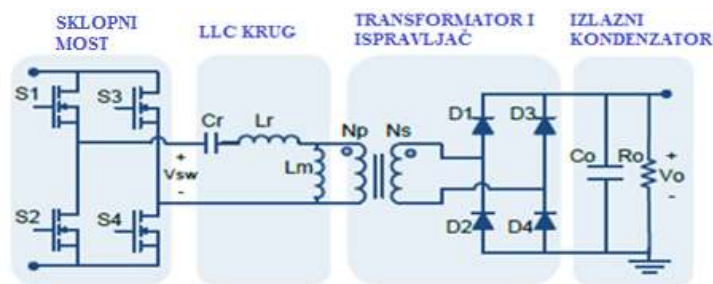 SKLOPNI
MOST
LLC KRUG
TRANSFORMATOR I
ISPRAVLJAČ
IZLAZNI
KONDENZATOR
S1
S3
Cr
Lr
Np
Ns
D1
D3
+
Vsw
-
Lm
Co
Ro
+
Vo
-
S2
S4
D2
D4